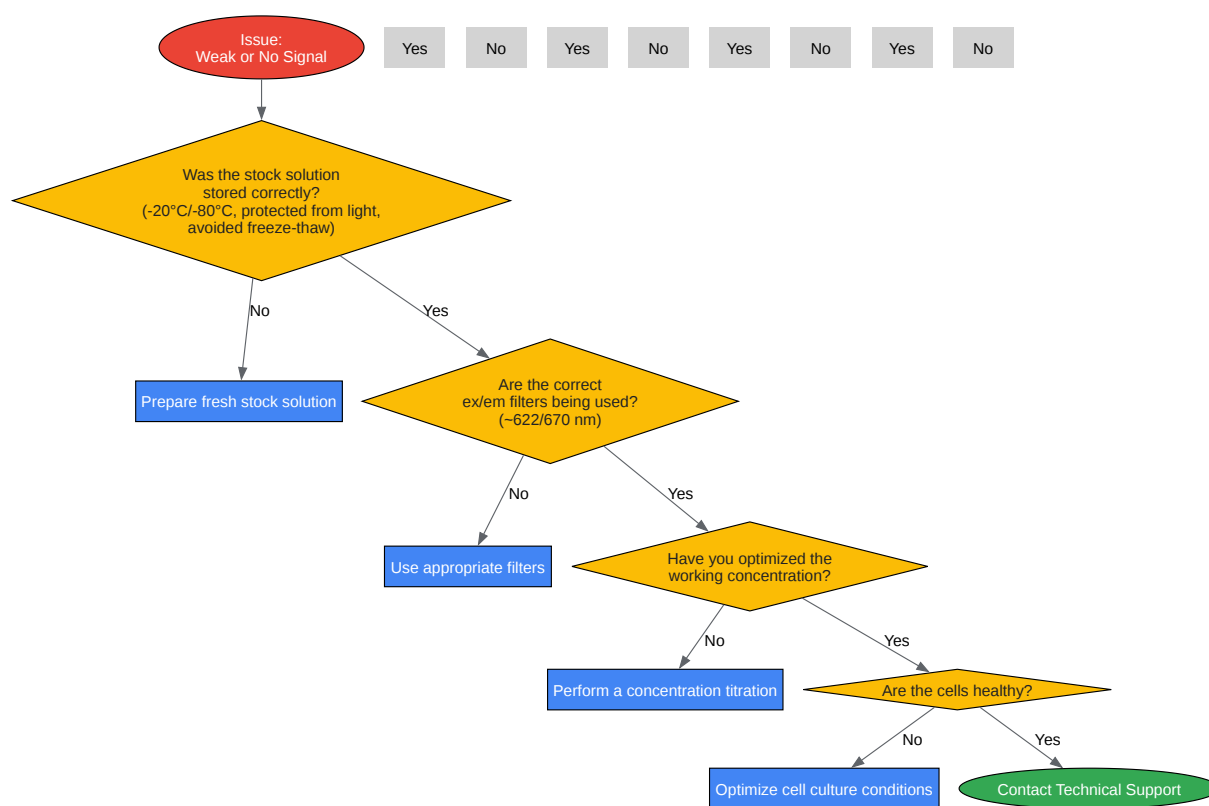 Issue:
Weak or No Signal
Yes
No
Yes
No
Yes
No
Yes
No
Was the stock solution
stored correctly?
(-20°C/-80°C, protected from light,
avoided freeze-thaw)
No
Yes
Prepare fresh stock solution
Are the correct
ex/em filters being used?
(~622/670 nm)
No
Yes
Use appropriate filters
Have you optimized the
working concentration?
No
Yes
Perform a concentration titration
Are the cells healthy?
No
Yes
Optimize cell culture conditions
Contact Technical Support